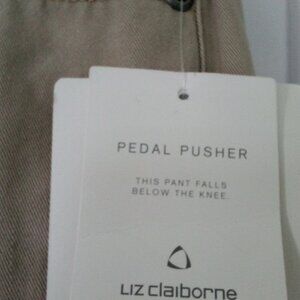 PEDAL PUSHER
THIS PANT FALLS
BELOW THE KNEE.
LIZ claiborne